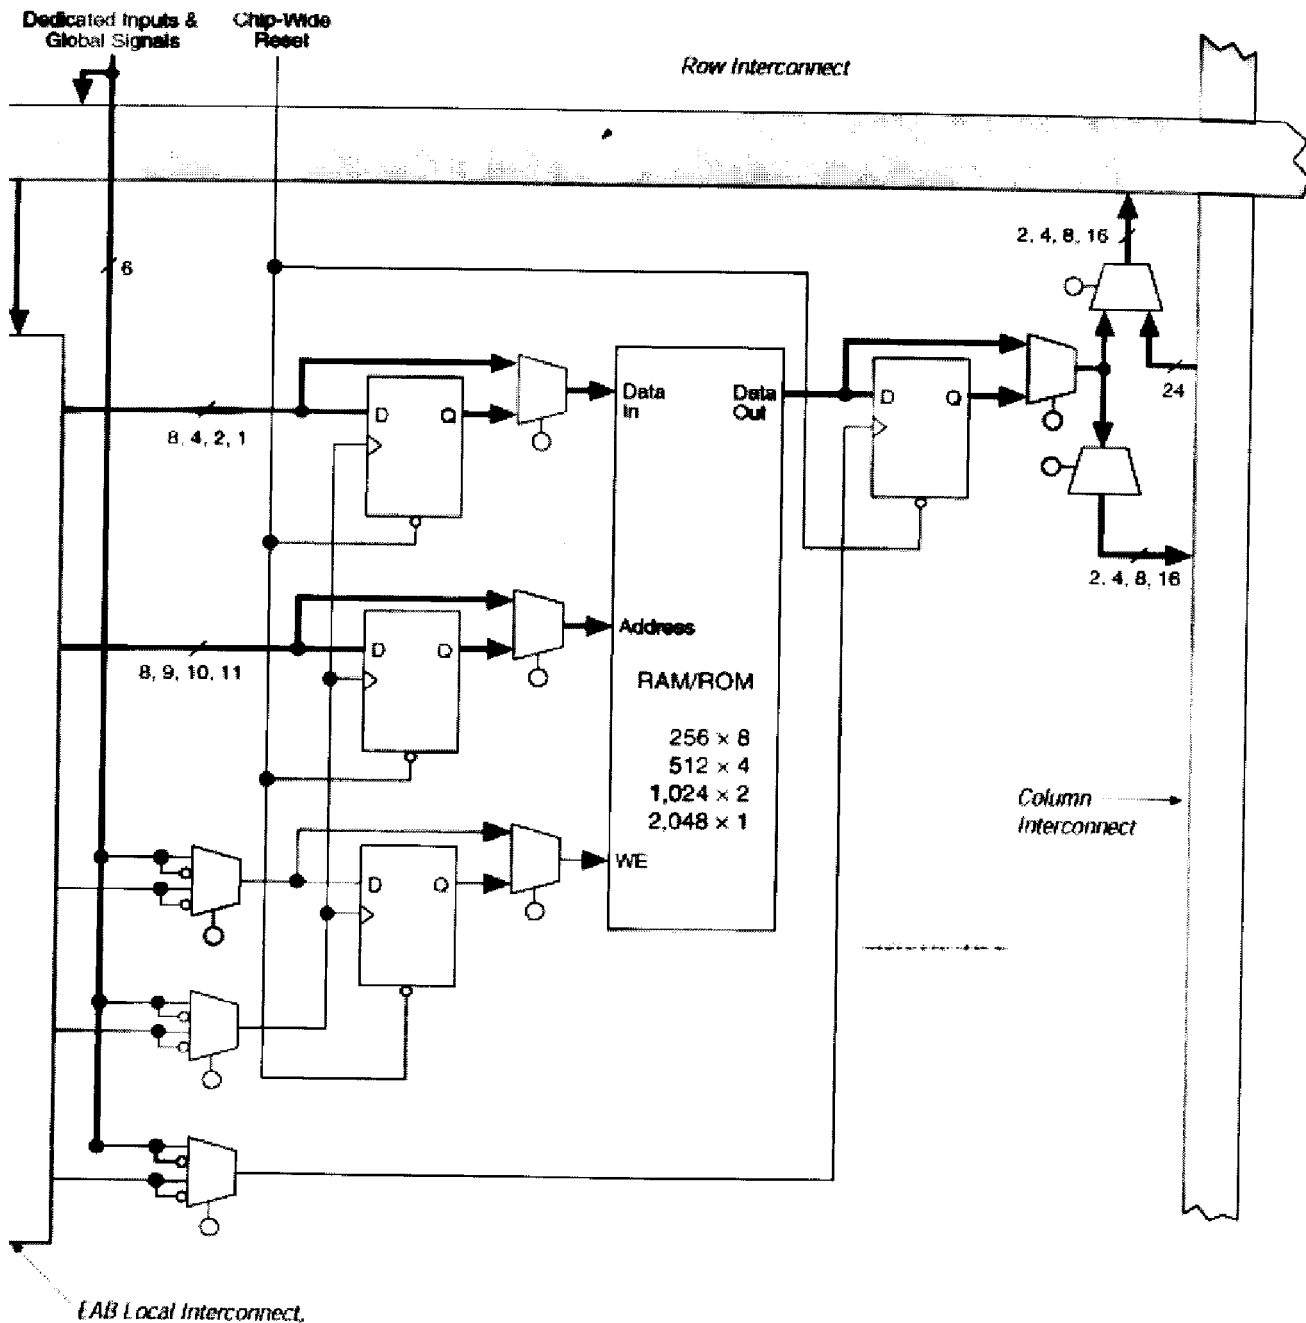 Dedicated Inputs &
Global Signals
Chip-Wide
Reset
Row Interconnect
2, 4, 8, 16
6
24
8, 4, 2, 1
D
Q
Data
In
Data
Out
D
Q
2, 4, 8, 16
8, 9, 10, 11
D
Q
Address
RAM/ROM
256 × 8
512 × 4
1,024 × 2
2,048 × 1
Column
Interconnect
D
Q
WE
EAB Local Interconnect,